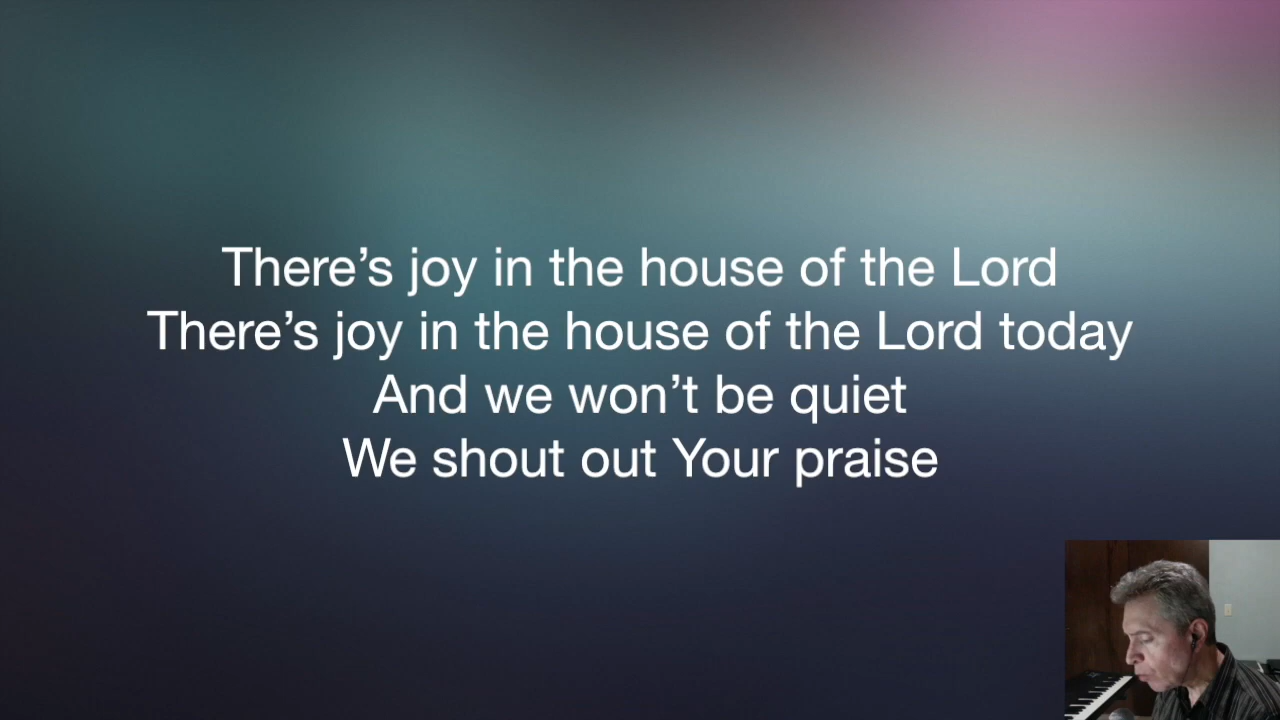 There’s joy in the house of the Lord
There’s joy in the house of the Lord today
And we won’t be quiet
We shout out Your praise